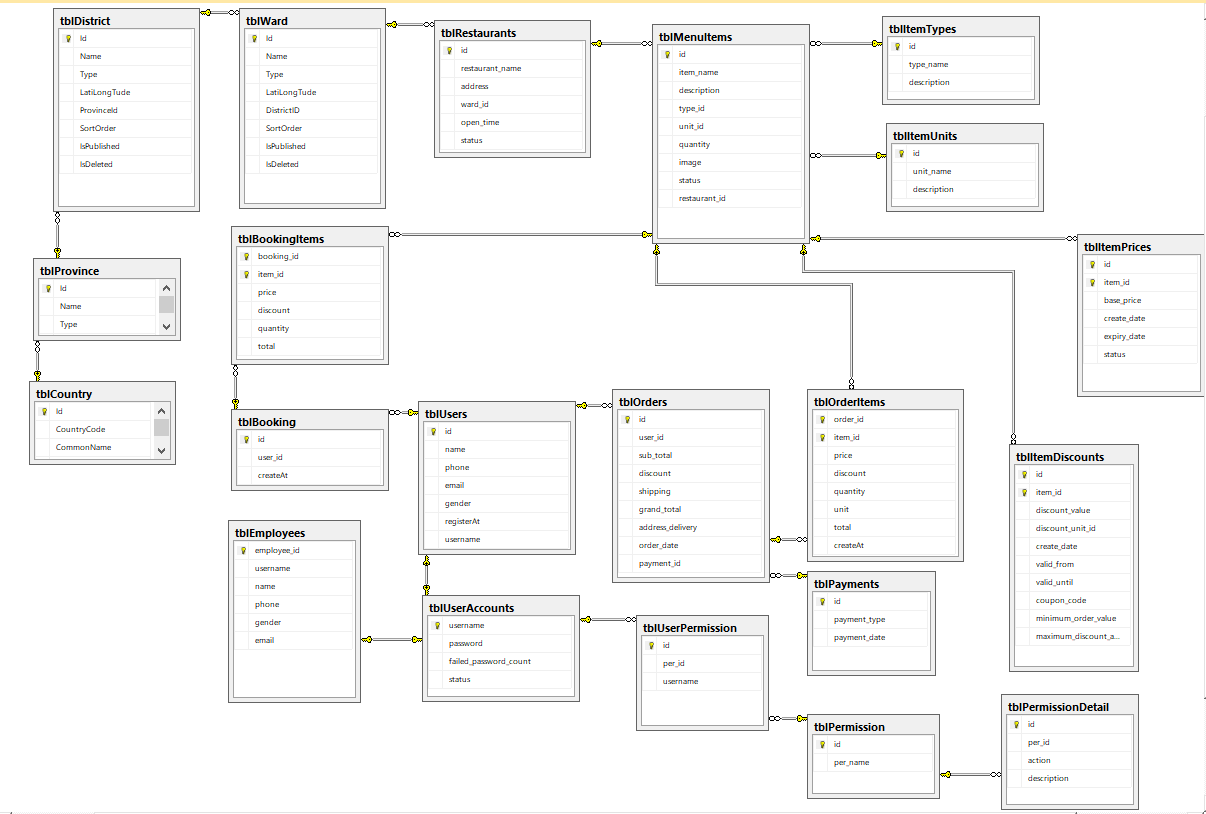 tblDistrict
Id
Name
Type
LatiLongTude
ProvinceId
SortOrder
IsPublished
IsDeleted
tblWard
Id
Name
Type
LatiLongTude
DistrictID
SortOrder
IsPublished
IsDeleted
tblRestaurants
id
restaurant_name
address
ward_id
open_time
status
tblMenuItems
id
item_name
description
type_id
unit_id
quantity
image
status
restaurant_id
tblItemTypes
id
type_name
description
tblItemUnits
id
unit_name
description
tblProvince
Id
Name
Type
tblBookingItems
booking_id
item_id
price
discount
quantity
total
tblItemPrices
id
item_id
base_price
create_date
expiry_date
status
tblCountry
Id
CountryCode
CommonName
tblBooking
id
user_id
createAt
tblUsers
id
name
phone
email
gender
registerAt
username
tblOrders
id
user_id
sub_total
discount
shipping
grand_total
address_delivery
order_date
payment_id
tblOrderItems
order_id
item_id
price
discount
quantity
unit
total
createAt
tblItemDiscounts
id
item_id
discount_value
discount_unit_id
create_date
valid_from
valid_until
coupon_code
minimum_order_value
maximum_discount_a...
tblEmployees
employee_id
username
name
phone
gender
email
tblUserAccounts
username
password
failed_password_count
status
tblPayments
id
payment_type
payment_date
tblUserPermission
id
per_id
username
tblPermission
id
per_name
tblPermissionDetail
id
per_id
action
description